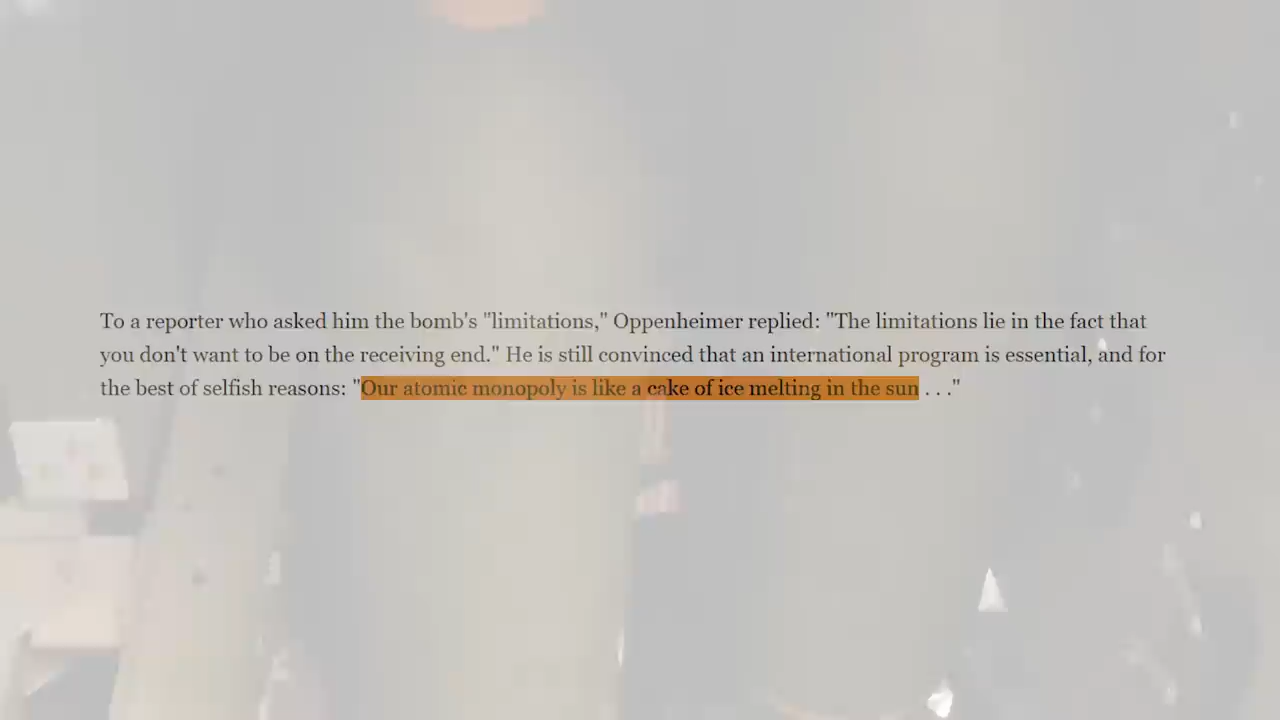 To a reporter who asked him the bomb's "limitations," Oppenheimer replied: "The limitations lie in the fact that
you don't want to be on the receiving end." He is still convinced that an international program is essential, and for
the best of selfish reasons: "Our atomic monopoly is like a cake of ice melting in the sun . . ."